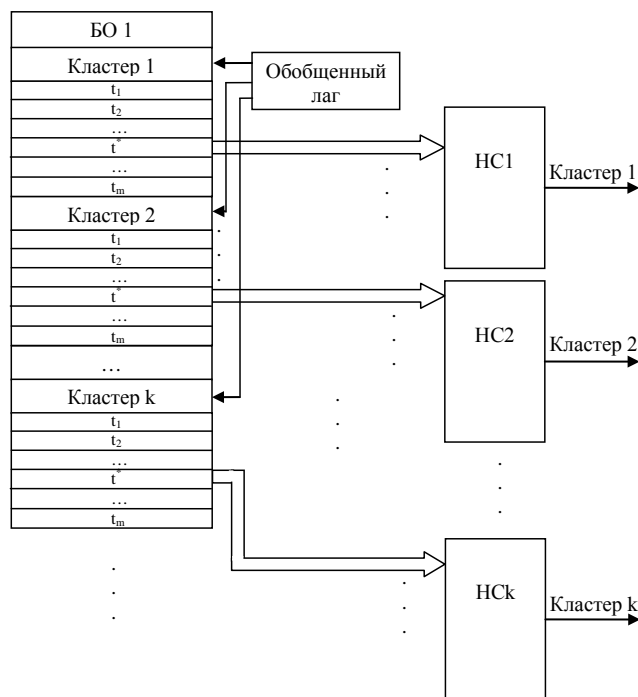 БО 1
Кластер 1
t₁
t₂
…
t*
…
tₘ
Кластер 2
t₁
t₂
…
t*
…
tₘ
…
Кластер k
t₁
t₂
…
t*
…
tₘ
Обобщенный
лаг
НС1
Кластер 1
НС2
Кластер 2
НСk
Кластер k